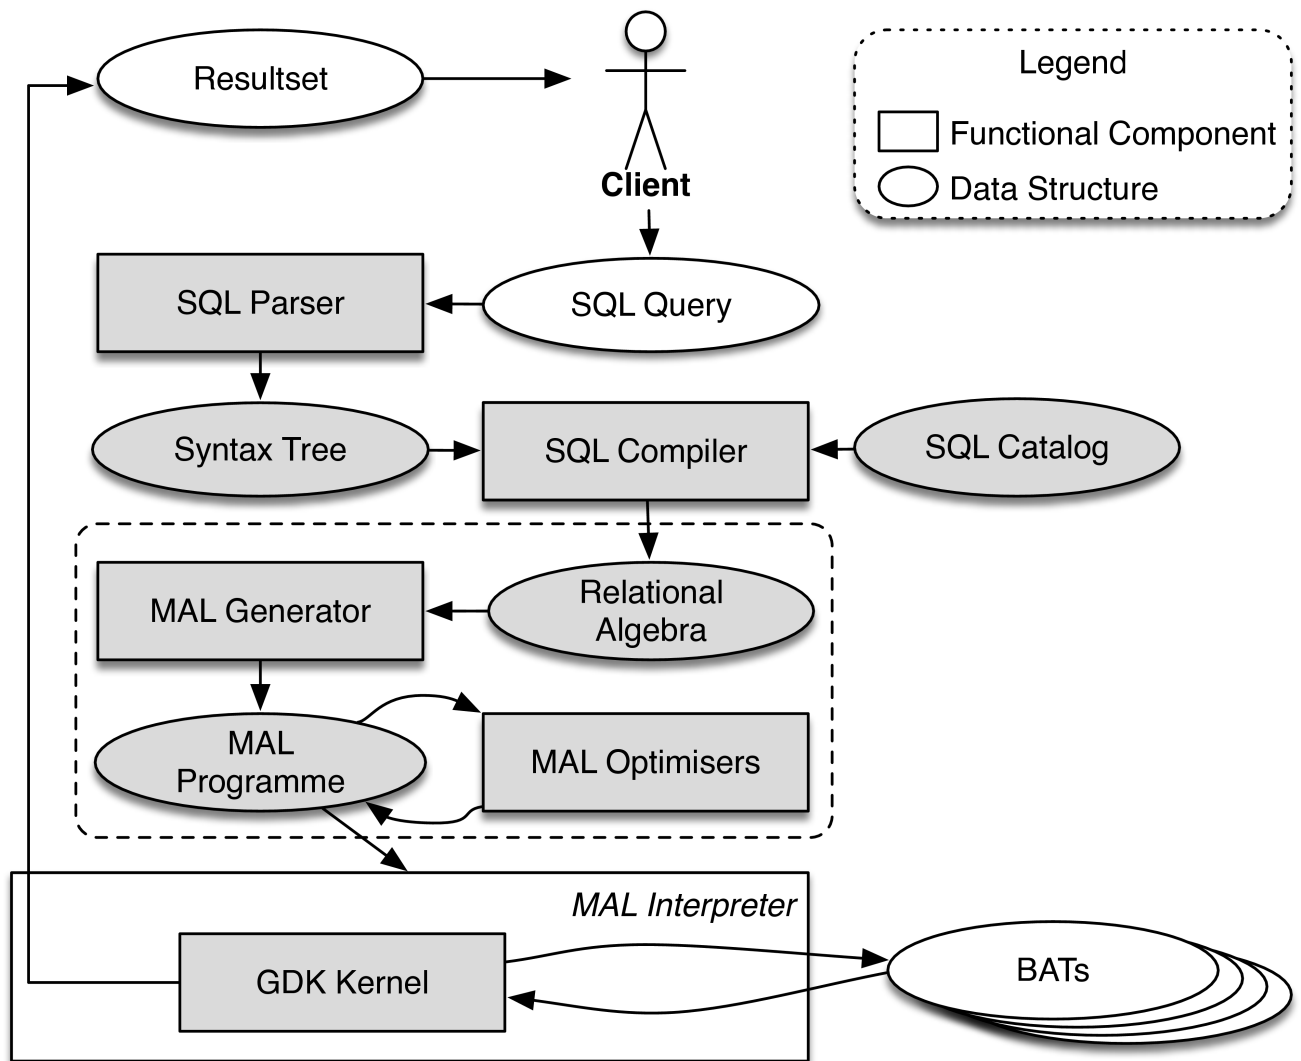 Resultset
Client
Legend
Functional Component
Data Structure
SQL Parser
SQL Query
Syntax Tree
SQL Compiler
SQL Catalog
MAL Generator
Relational
Algebra
MAL
Programme
MAL Optimisers
MAL Interpreter
GDK Kernel
BATs